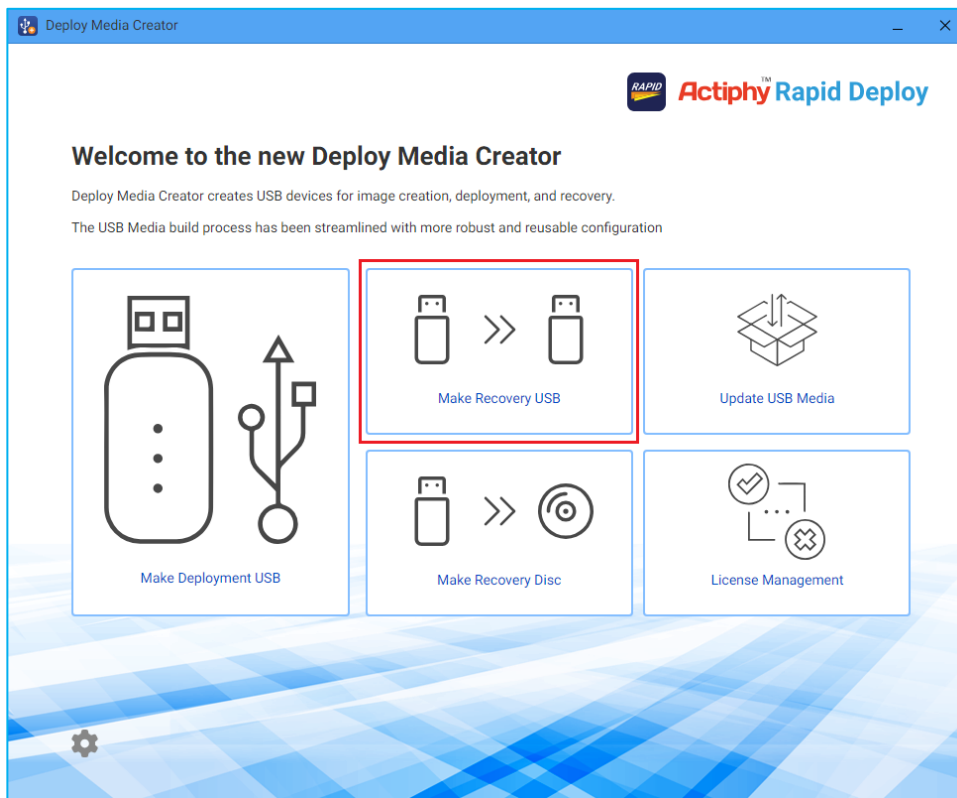 Deploy Media Creator
RAPID
Actiphy™ Rapid Deploy
Welcome to the new Deploy Media Creator
Deploy Media Creator creates USB devices for image creation, deployment, and recovery.
The USB Media build process has been streamlined with more robust and reusable configuration
Make Recovery USB
Update USB Media
Make Deployment USB
Make Recovery Disc
License Management